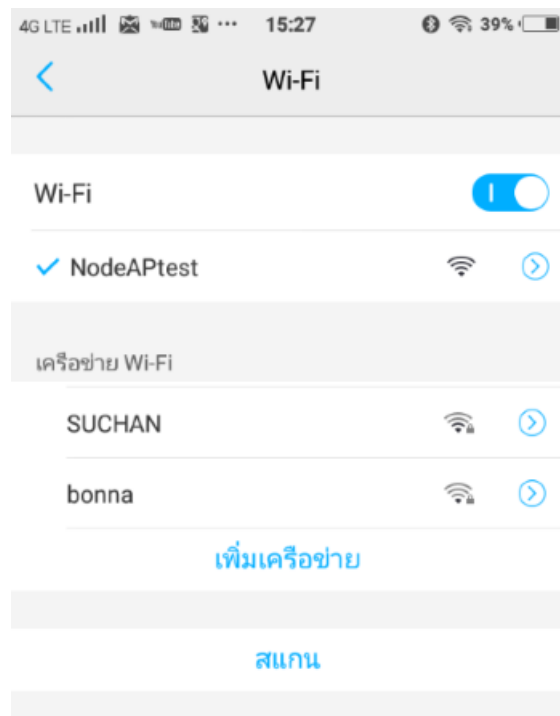 4G LTE ... 15:27 39%
Wi-Fi
Wi-Fi
NodeAPtest
เครือข่าย Wi-Fi
SUCHAN
bonna
เพิ่มเครือข่าย
สแกน